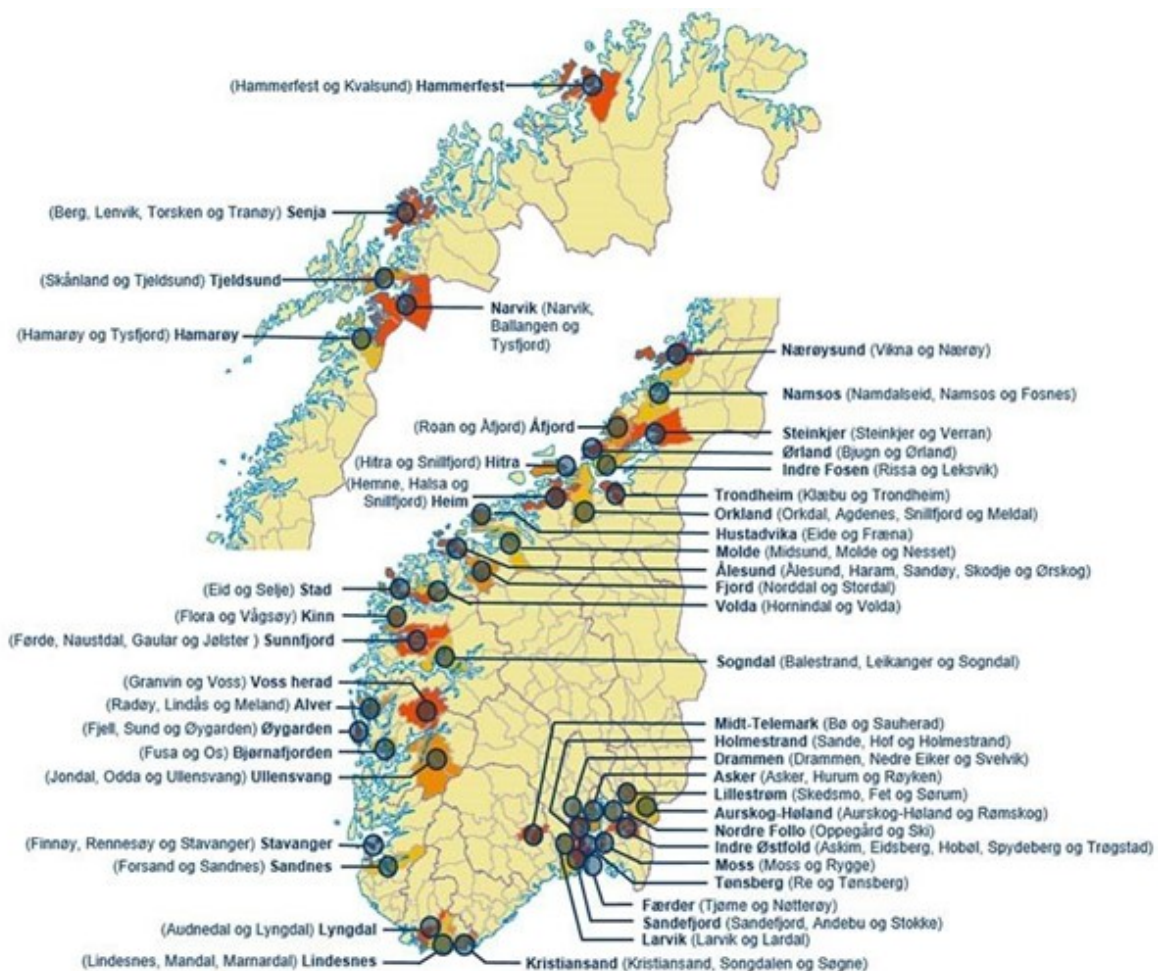 (Hammerfest og Kvalsund) Hammerfest
(Berg, Lenvik, Torsken og Tranøy) Senja
(Skånland og Tjeldsund) Tjeldsund
Narvik (Narvik,
Ballangen og
Tysfjord)
(Hamarøy og Tysfjord) Hamarøy
Nærøysund (Vikna og Nærøy)
Namsos (Namdalseid, Namsos og Fosnes)
(Roan og Åfjord) Åfjord
Steinkjer (Steinkjer og Verran)
Ørland (Bjugn og Ørland)
(Hitra og Snillfjord) Hitra
Indre Fosen (Rissa og Leksvik)
(Hemne, Halsa og
Snillfjord) Heim
Trondheim (Klæbu og Trondheim)
Orkland (Orkdal, Agdenes, Snillfjord og Meldal)
Hustadvika (Eide og Fræna)
Molde (Midsund, Molde og Nesset)
Ålesund (Ålesund, Haram, Sandøy, Skodje og Ørskog)
Fjord (Norddal og Stordal)
(Eid og Selje) Stad
Volda (Hornindal og Volda)
(Flora og Vågsøy) Kinn
(Førde, Naustdal, Gaular og Jølster ) Sunnfjord
Sogndal (Balestrand, Leikanger og Sogndal)
(Granvin og Voss) Voss herad
(Radøy, Lindås og Meland) Alver
(Fjell, Sund og Øygarden) Øygarden
(Fusa og Os) Bjørnafjorden
(Jondal, Odda og Ullensvang) Ullensvang
Midt-Telemark (Bø og Sauherad)
Holmestrand (Sande, Hof og Holmestrand)
Drammen (Drammen, Nedre Eiker og Svelvik)
Asker (Asker, Hurum og Røyken)
Lillestrøm (Skedsmo, Fet og Sørum)
Aurskog-Høland (Aurskog-Høland og Rømskog)
Nordre Follo (Oppegård og Ski)
Indre Østfold (Askim, Eidsberg, Hobøl, Spydeberg og Trøgstad)
Moss (Moss og Rygge)
Tønsberg (Re og Tønsberg)
Færder (Tjøme og Nøtterøy)
Sandefjord (Sandefjord, Andebu og Stokke)
Larvik (Larvik og Lardal)
(Finnøy, Rennesøy og Stavanger) Stavanger
(Forsand og Sandnes) Sandnes
(Audnedal og Lyngdal) Lyngdal
(Lindesnes, Mandal, Marnardal) Lindesnes
Kristiansand (Kristiansand, Songdalen og Søgne)